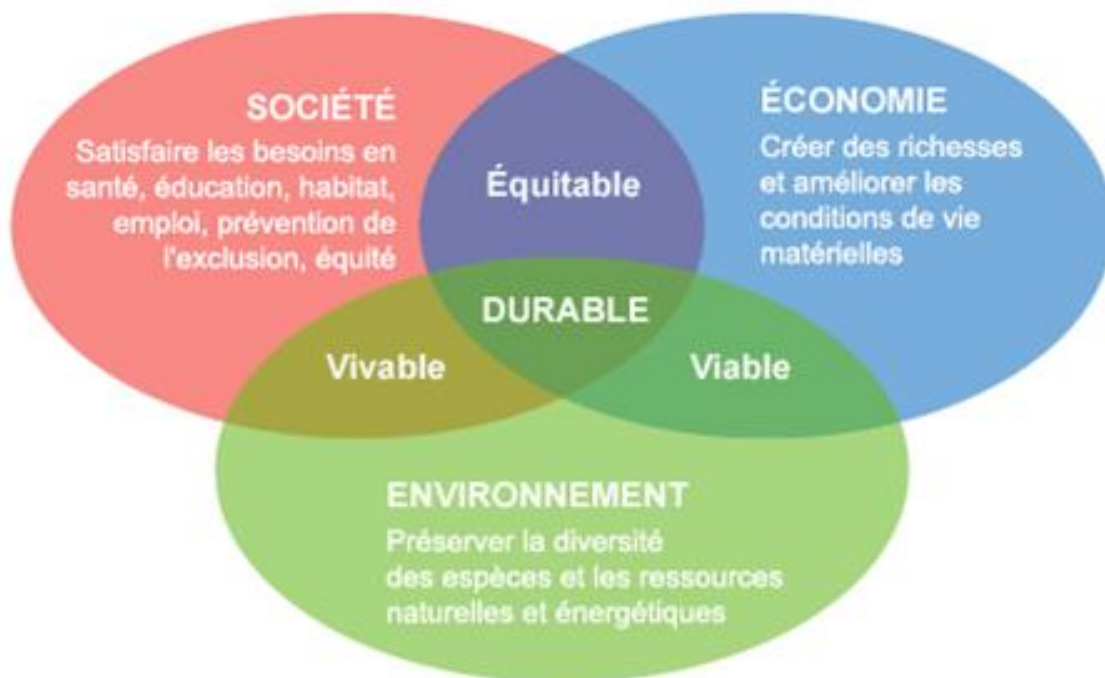 SOCIÉTÉ
Satisfaire les besoins en
santé, éducation, habitat,
emploi, prévention de
l'exclusion, équité
Équitable
ÉCONOMIE
Créer des richesses
et améliorer les
conditions de vie
matérielles
DURABLE
Vivable
Viable
ENVIRONNEMENT
Préserver la diversité
des espèces et les ressources
naturelles et énergétiques